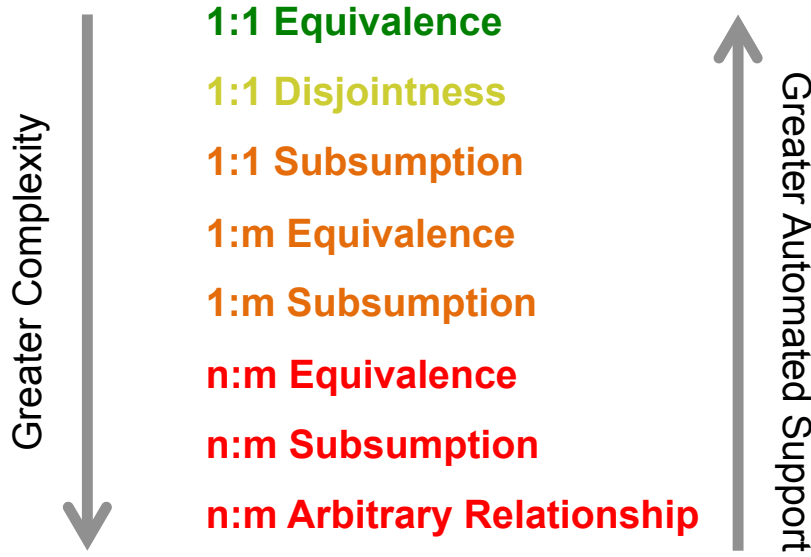 Greater Complexity
1:1 Equivalence
1:1 Disjointness
1:1 Subsumption
1:m Equivalence
1:m Subsumption
n:m Equivalence
n:m Subsumption
n:m Arbitrary Relationship
Greater Automated Support